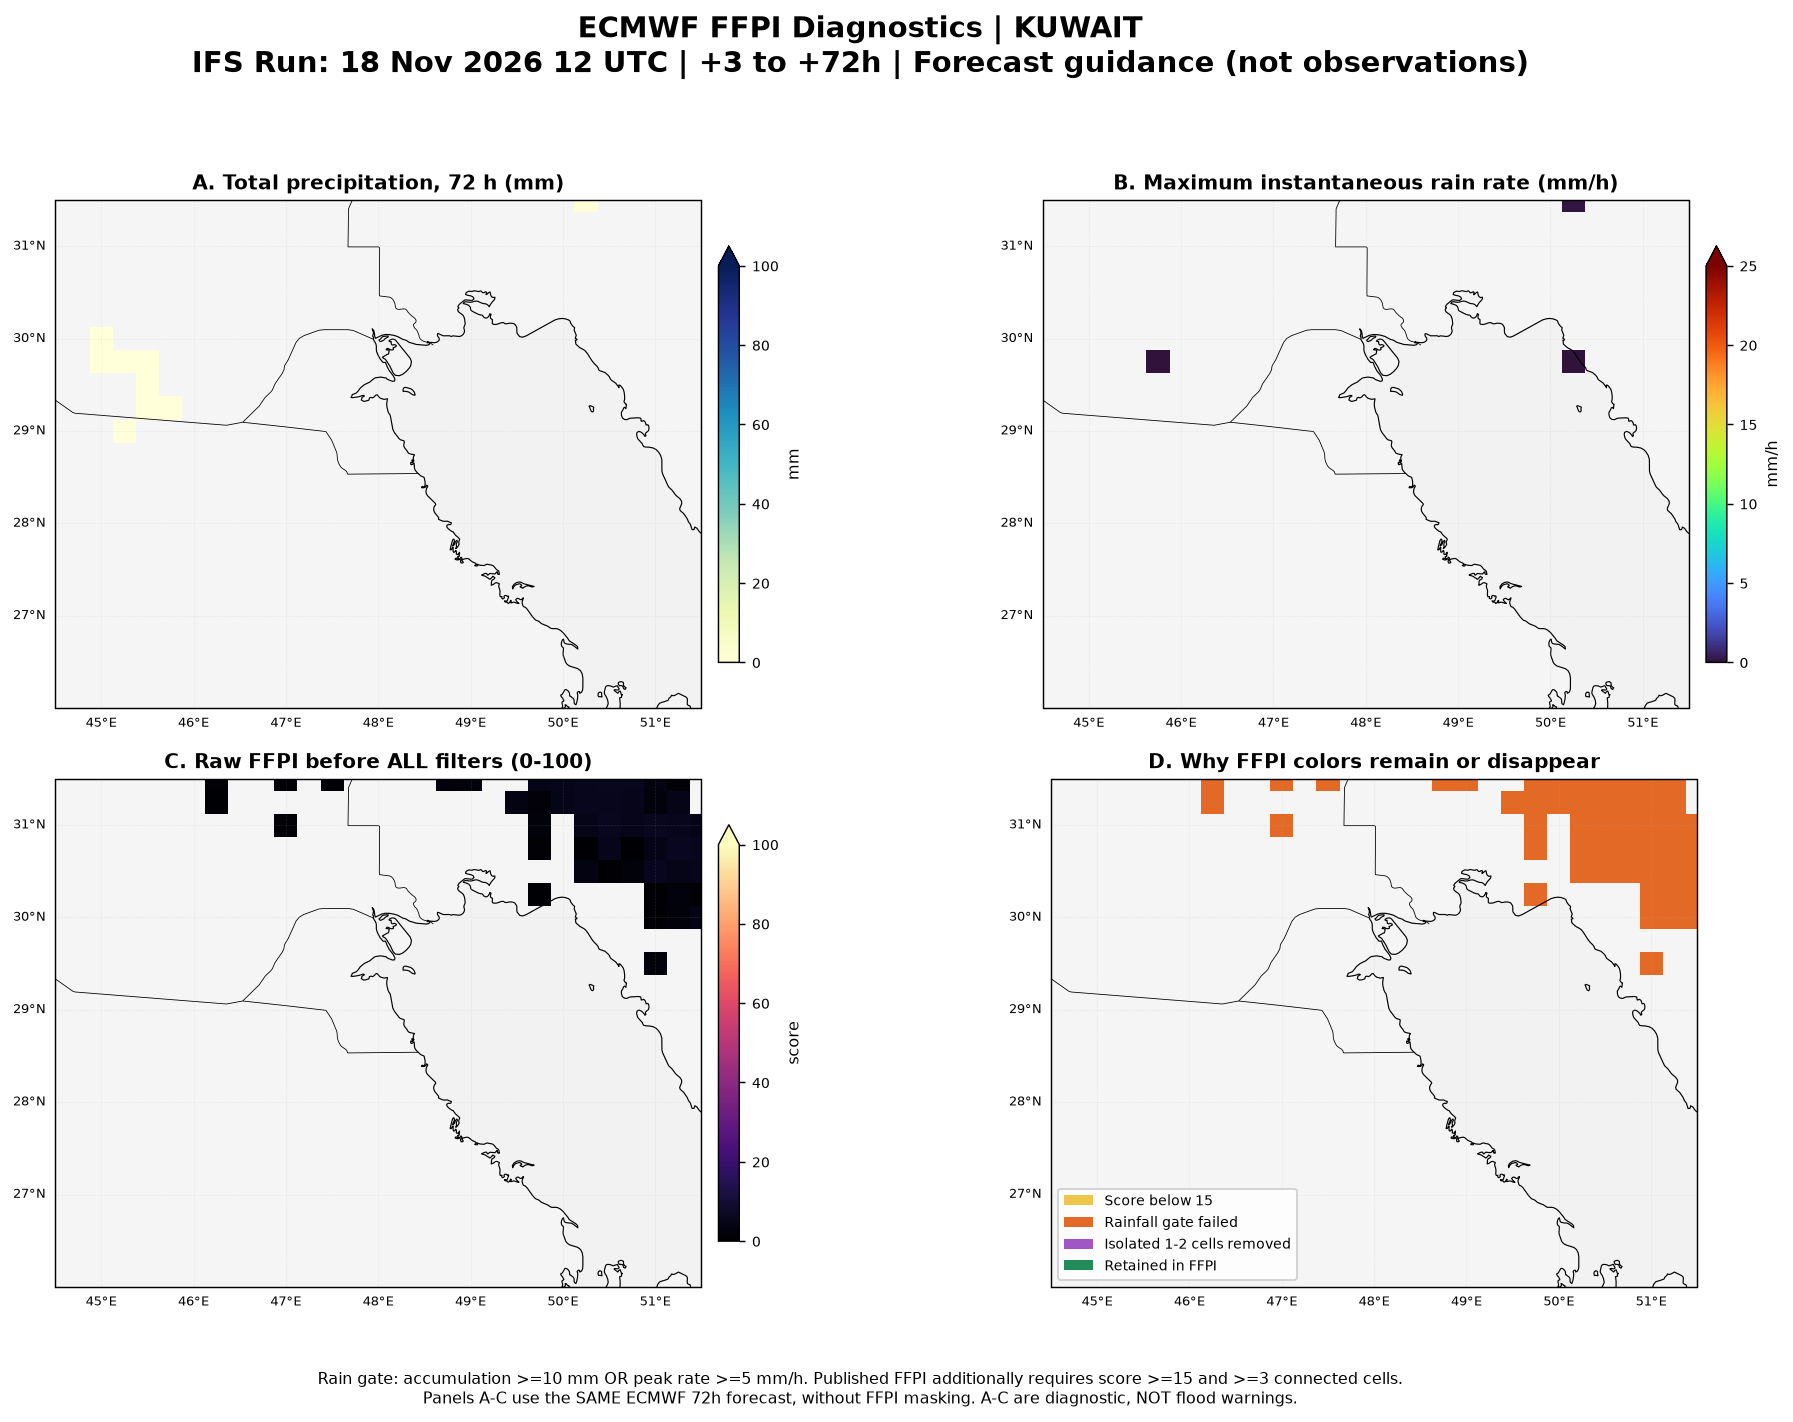 ECMWF FFPI Diagnostics | KUWAIT
IFS Run: 18 Nov 2026 12 UTC | +3 to +72h | Forecast guidance (not observations)
A. Total precipitation, 72 h (mm)
31°N
30°N
29°N
28°N
27°N
45°E 46°E 47°E 48°E 49°E 50°E 51°E
100
80
60
40
20
0
mm
B. Maximum instantaneous rain rate (mm/h)
31°N
30°N
29°N
28°N
27°N
45°E 46°E 47°E 48°E 49°E 50°E 51°E
25
20
15
10
5
0
mm/h
C. Raw FFPI before ALL filters (0-100)
31°N
30°N
29°N
28°N
27°N
45°E 46°E 47°E 48°E 49°E 50°E 51°E
100
80
60
40
20
0
score
D. Why FFPI colors remain or disappear
31°N
30°N
29°N
28°N
27°N
Score below 15
Rainfall gate failed
Isolated 1-2 cells removed
Retained in FFPI
45°E 46°E 47°E 48°E 49°E 50°E 51°E
Rain gate: accumulation >=10 mm OR peak rate >=5 mm/h. Published FFPI additionally requires score >=15 and >=3 connected cells.
Panels A-C use the SAME ECMWF 72h forecast, without FFPI masking. A-C are diagnostic, NOT flood warnings.